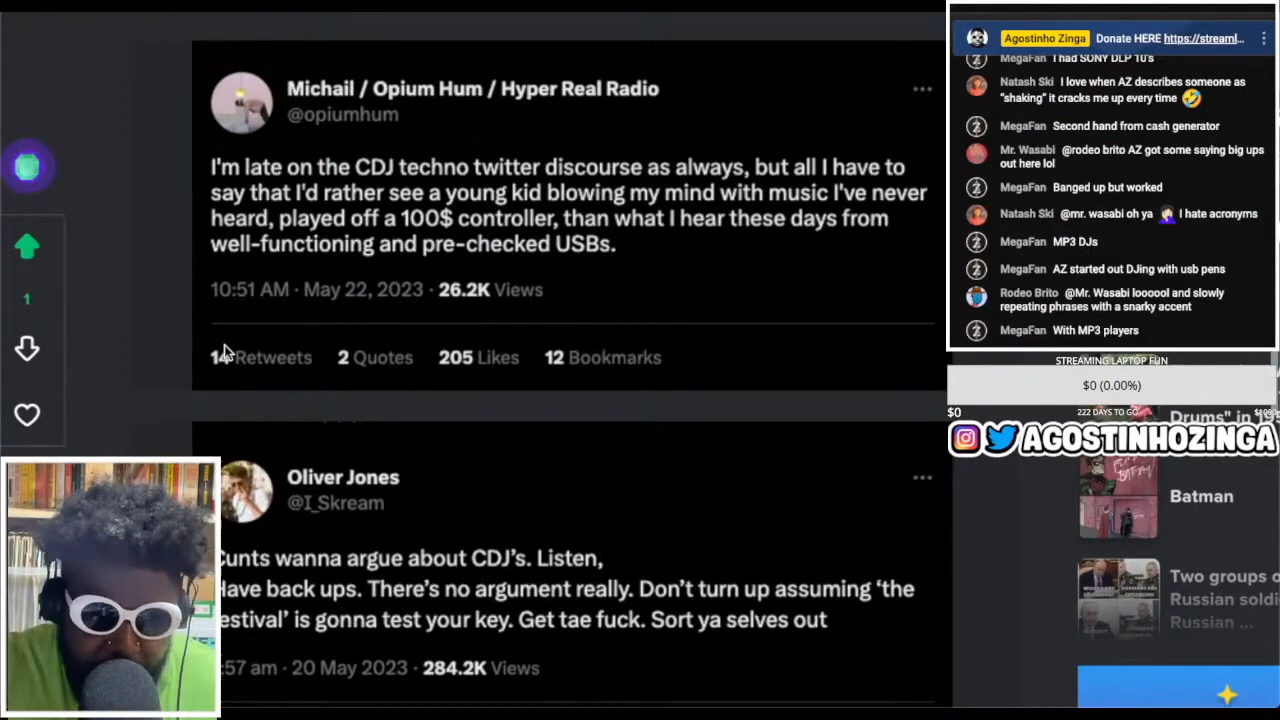 Michail / Opium Hum / Hyper Real Radio
@opiumhum
I'm late on the CDJ techno twitter discourse as always, but all I have to
say that I'd rather see a young kid blowing my mind with music I've never
heard, played off a 100$ controller, than what I hear these days from
well-functioning and pre-checked USBs.
10:51 AM · May 22, 2023 · 26.2K Views
14 Retweets 2 Quotes 205 Likes 12 Bookmarks
1
Oliver Jones
@I_Skream
Cunts wanna argue about CDJ's. Listen,
Have back ups. There's no argument really. Don't turn up assuming 'the
festival' is gonna test your key. Get tae fuck. Sort ya selves out
:57 am · 20 May 2023 · 284.2K Views
Agostinho Zinga Donate HERE https://streaml...
MegaFan I had SONY DLP 10's
Natash Ski I love when AZ describes someone as
"shaking" it cracks me up every time
MegaFan Second hand from cash generator
Mr. Wasabi @rodeo brito AZ got some saying big ups
out here lol
MegaFan Banged up but worked
Natash Ski @mr. wasabi oh ya I hate acronyms
MegaFan MP3 DJs
MegaFan AZ started out DJing with usb pens
Rodeo Brito @Mr. Wasabi loooool and slowly
repeating phrases with a snarky accent
MegaFan With MP3 players
STREAMING LAPTOP FUN
$0 (0.00%)
$0 222 DAYS TO GO
AGOSTINHOZINGA
Drums" in 19
Batman
Two groups o
Russian soldi
Russian ...